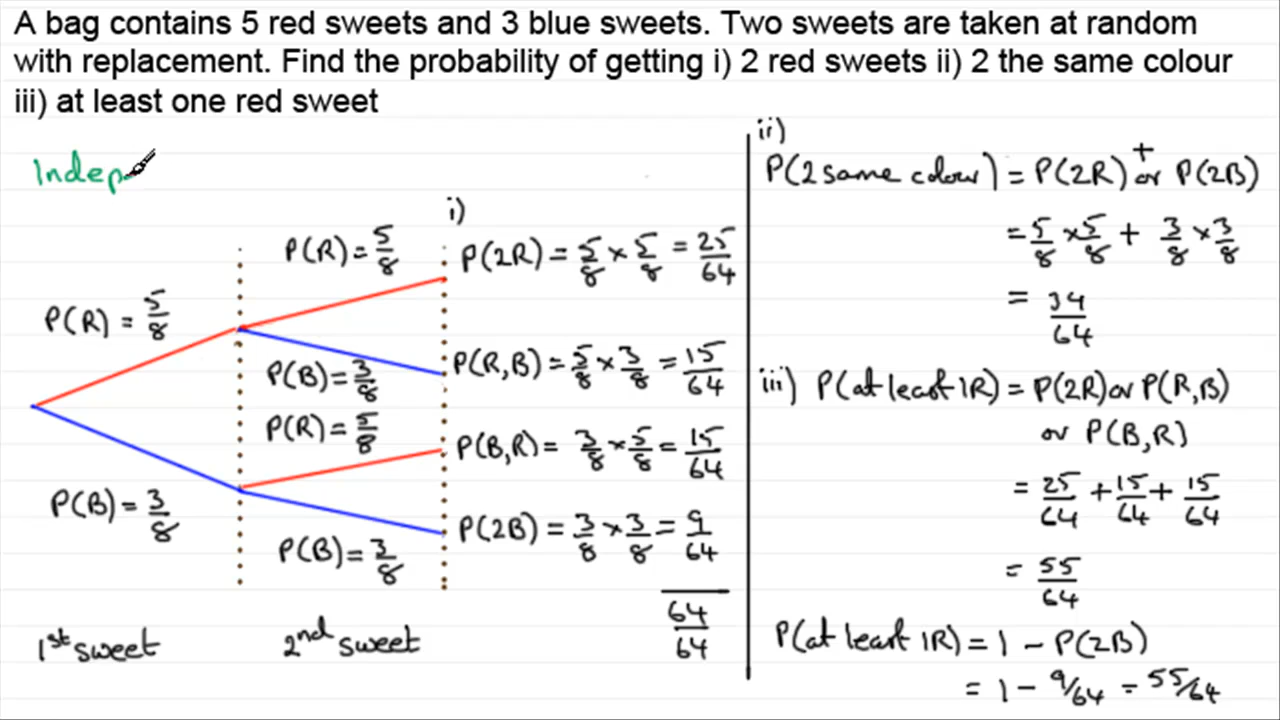 A bag contains 5 red sweets and 3 blue sweets. Two sweets are taken at random
with replacement. Find the probability of getting i) 2 red sweets ii) 2 the same colour
iii) at least one red sweet
Indep
P(R) = 5/8
P(B) = 3/8
1st sweet
P(R) = 5/8
P(B) = 3/8
P(R) = 5/8
P(B) = 3/8
2nd sweet
i)
P(2R) = 5/8 × 5/8 = 25/64
P(R,B) = 5/8 × 3/8 = 15/64
P(B,R) = 3/8 × 5/8 = 15/64
P(2B) = 3/8 × 3/8 = 9/64
64/64
ii)
+
P(2 same colour) = P(2R) or P(2B)
= 5/8 × 5/8 + 3/8 × 3/8
= 34/64
iii) P(at least 1R) = P(2R) or P(R,B)
or P(B,R)
= 25/64 + 15/64 + 15/64
= 55/64
P(at least 1R) = 1 - P(2B)
= 1 - 9/64 = 55/64